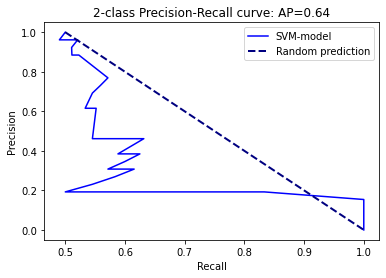 2-class Precision-Recall curve: AP=0.64
SVM-model
Random prediction
Precision
1.0
0.8
0.6
0.4
0.2
0.0
0.5
0.6
0.7
0.8
0.9
1.0
Recall